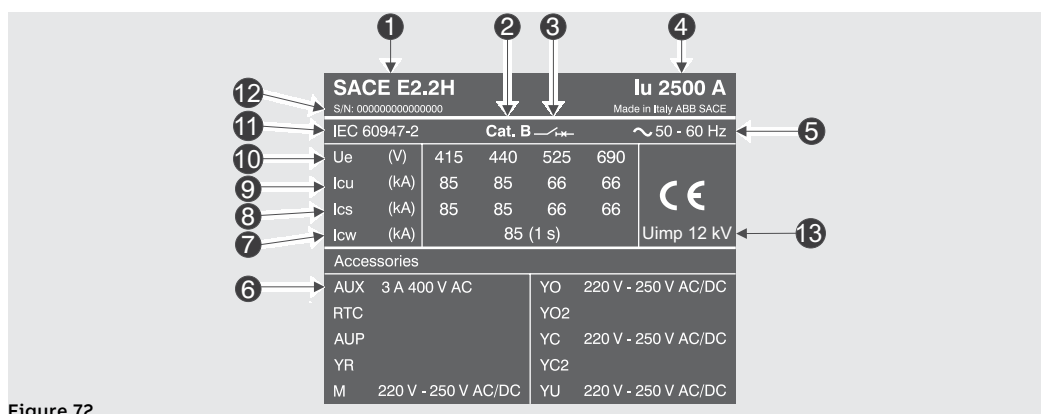 1 2 3 4
SACE E2.2H Iu 2500 A
12 S/N: 000000000000000 Made in Italy ABB SACE
11 IEC 60947-2 Cat. B 50 - 60 Hz 5
10 Ue (V) 415 440 525 690
9 Icu (kA) 85 85 66 66 CE
8 Ics (kA) 85 85 66 66
7 Icw (kA) 85 (1 s) Uimp 12 kV 13
Accessories
6 AUX 3 A 400 V AC YO 220 V - 250 V AC/DC
RTC YO2
AUP YC 220 V - 250 V AC/DC
YR YC2
M 220 V - 250 V AC/DC YU 220 V - 250 V AC/DC
Figure 72